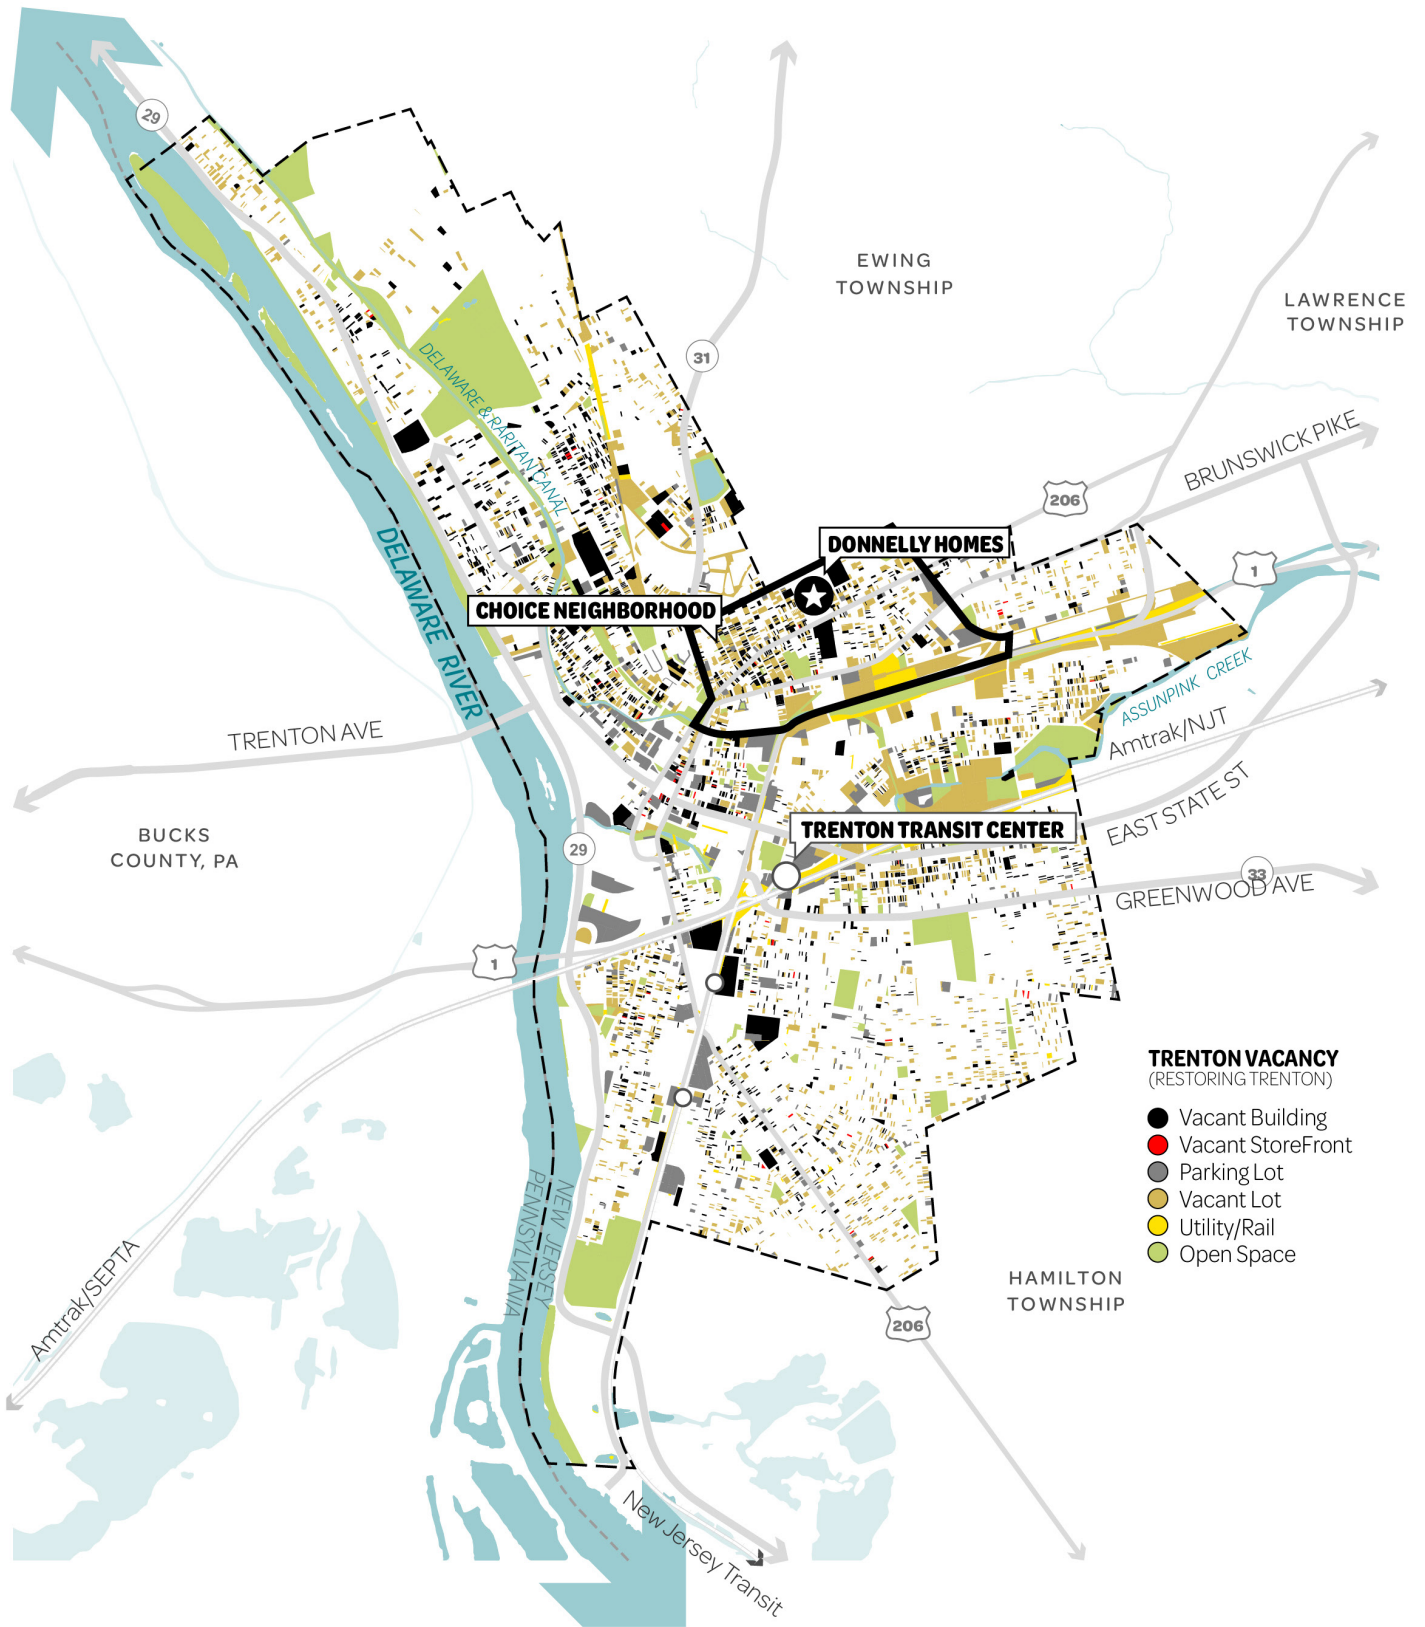 29
EWING
TOWNSHIP
LAWRENCE
TOWNSHIP
31
DELAWARE & RARITAN CANAL
BRUNSWICK PIKE
206
DONNELLY HOMES
1
CHOICE NEIGHBORHOOD
DELAWARE RIVER
ASSUNPINK CREEK
TRENTON AVE
Amtrak/NJT
EAST STATE ST
BUCKS
COUNTY, PA
TRENTON TRANSIT CENTER
29
33
GREENWOOD AVE
1
TRENTON VACANCY
(RESTORING TRENTON)
Vacant Building
Vacant StoreFront
Parking Lot
Vacant Lot
Utility/Rail
Open Space
NEW JERSEY
PENNSYLVANIA
Amtrak/SEPTA
HAMILTON
TOWNSHIP
206
New Jersey Transit